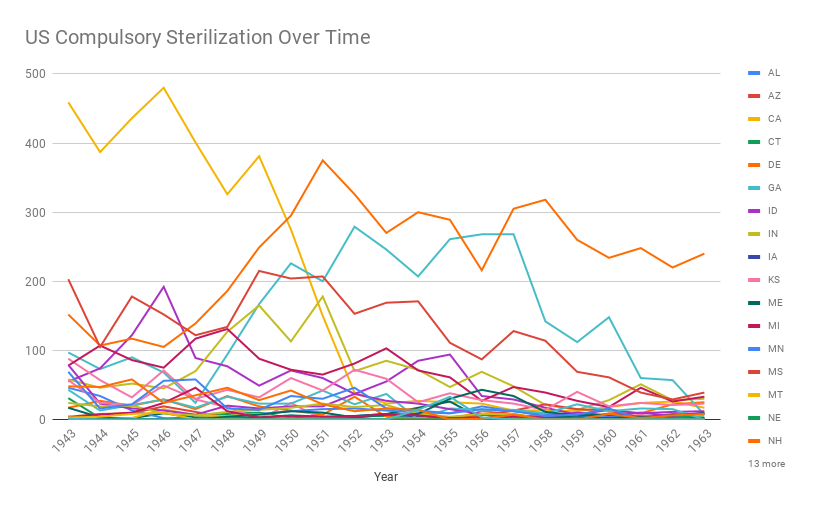 US Compulsory Sterilization Over Time
500
400
300
200
100
0
1943
1944
1945
1946
1947
1948
1949
1950
1951
1952
1953
1954
1955
1956
1957
1958
1959
1960
1961
1962
1963
Year
AL
AZ
CA
CT
DE
GA
ID
IN
IA
KS
ME
MI
MN
MS
MT
NE
NH
13 more